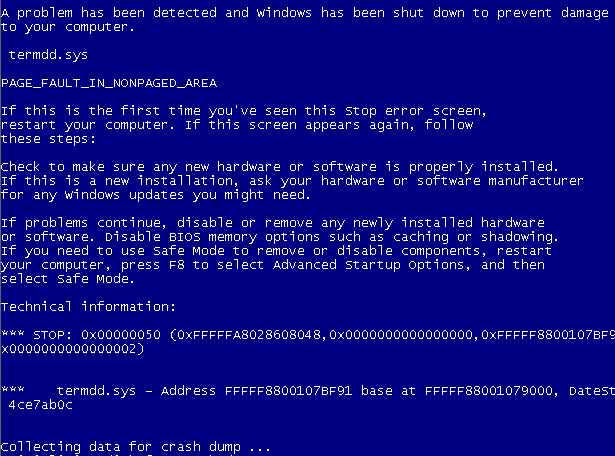 A problem has been detected and Windows has been shut down to prevent damage
to your computer.
termdd.sys
PAGE_FAULT_IN_NONPAGED_AREA
If this is the first time you've seen this Stop error screen,
restart your computer. If this screen appears again, follow
these steps:
Check to make sure any new hardware or software is properly installed.
If this is a new installation, ask your hardware or software manufacturer
for any Windows updates you might need.
If problems continue, disable or remove any newly installed hardware
or software. Disable BIOS memory options such as caching or shadowing.
If you need to use Safe Mode to remove or disable components, restart
your computer, press F8 to select Advanced Startup Options, and then
select Safe Mode.
Technical information:
*** STOP: 0x00000050 (0xFFFFFA8028608048,0x0000000000000000,0xFFFFF8800107BF9
x0000000000000002)
*** termdd.sys - Address FFFFF8800107BF91 base at FFFFF88001079000, DateSt
4ce7ab0c
Collecting data for crash dump ...